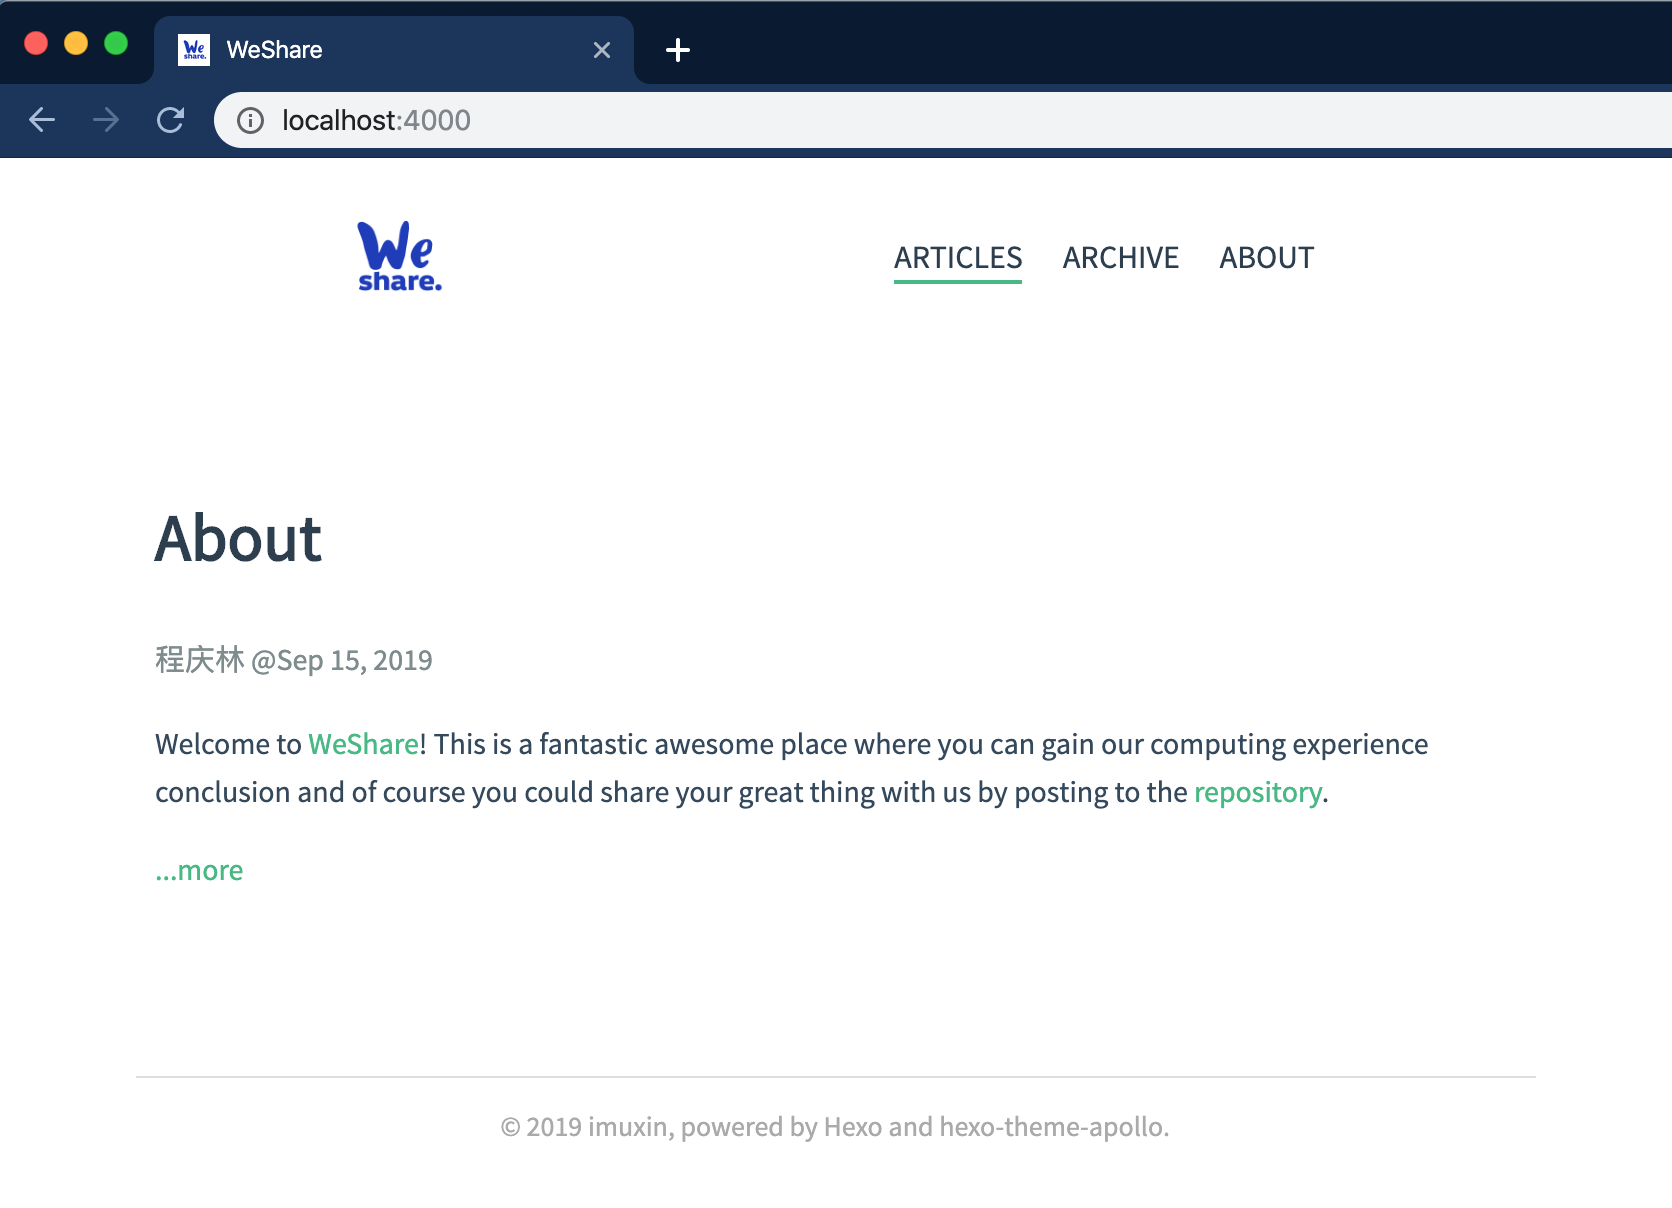 We
share.
WeShare
localhost:4000
We
share.
ARTICLES ARCHIVE ABOUT
About
程庆林 @Sep 15, 2019
Welcome to WeShare! This is a fantastic awesome place where you can gain our computing experience
conclusion and of course you could share your great thing with us by posting to the repository.
...more
© 2019 imuxin, powered by Hexo and hexo-theme-apollo.